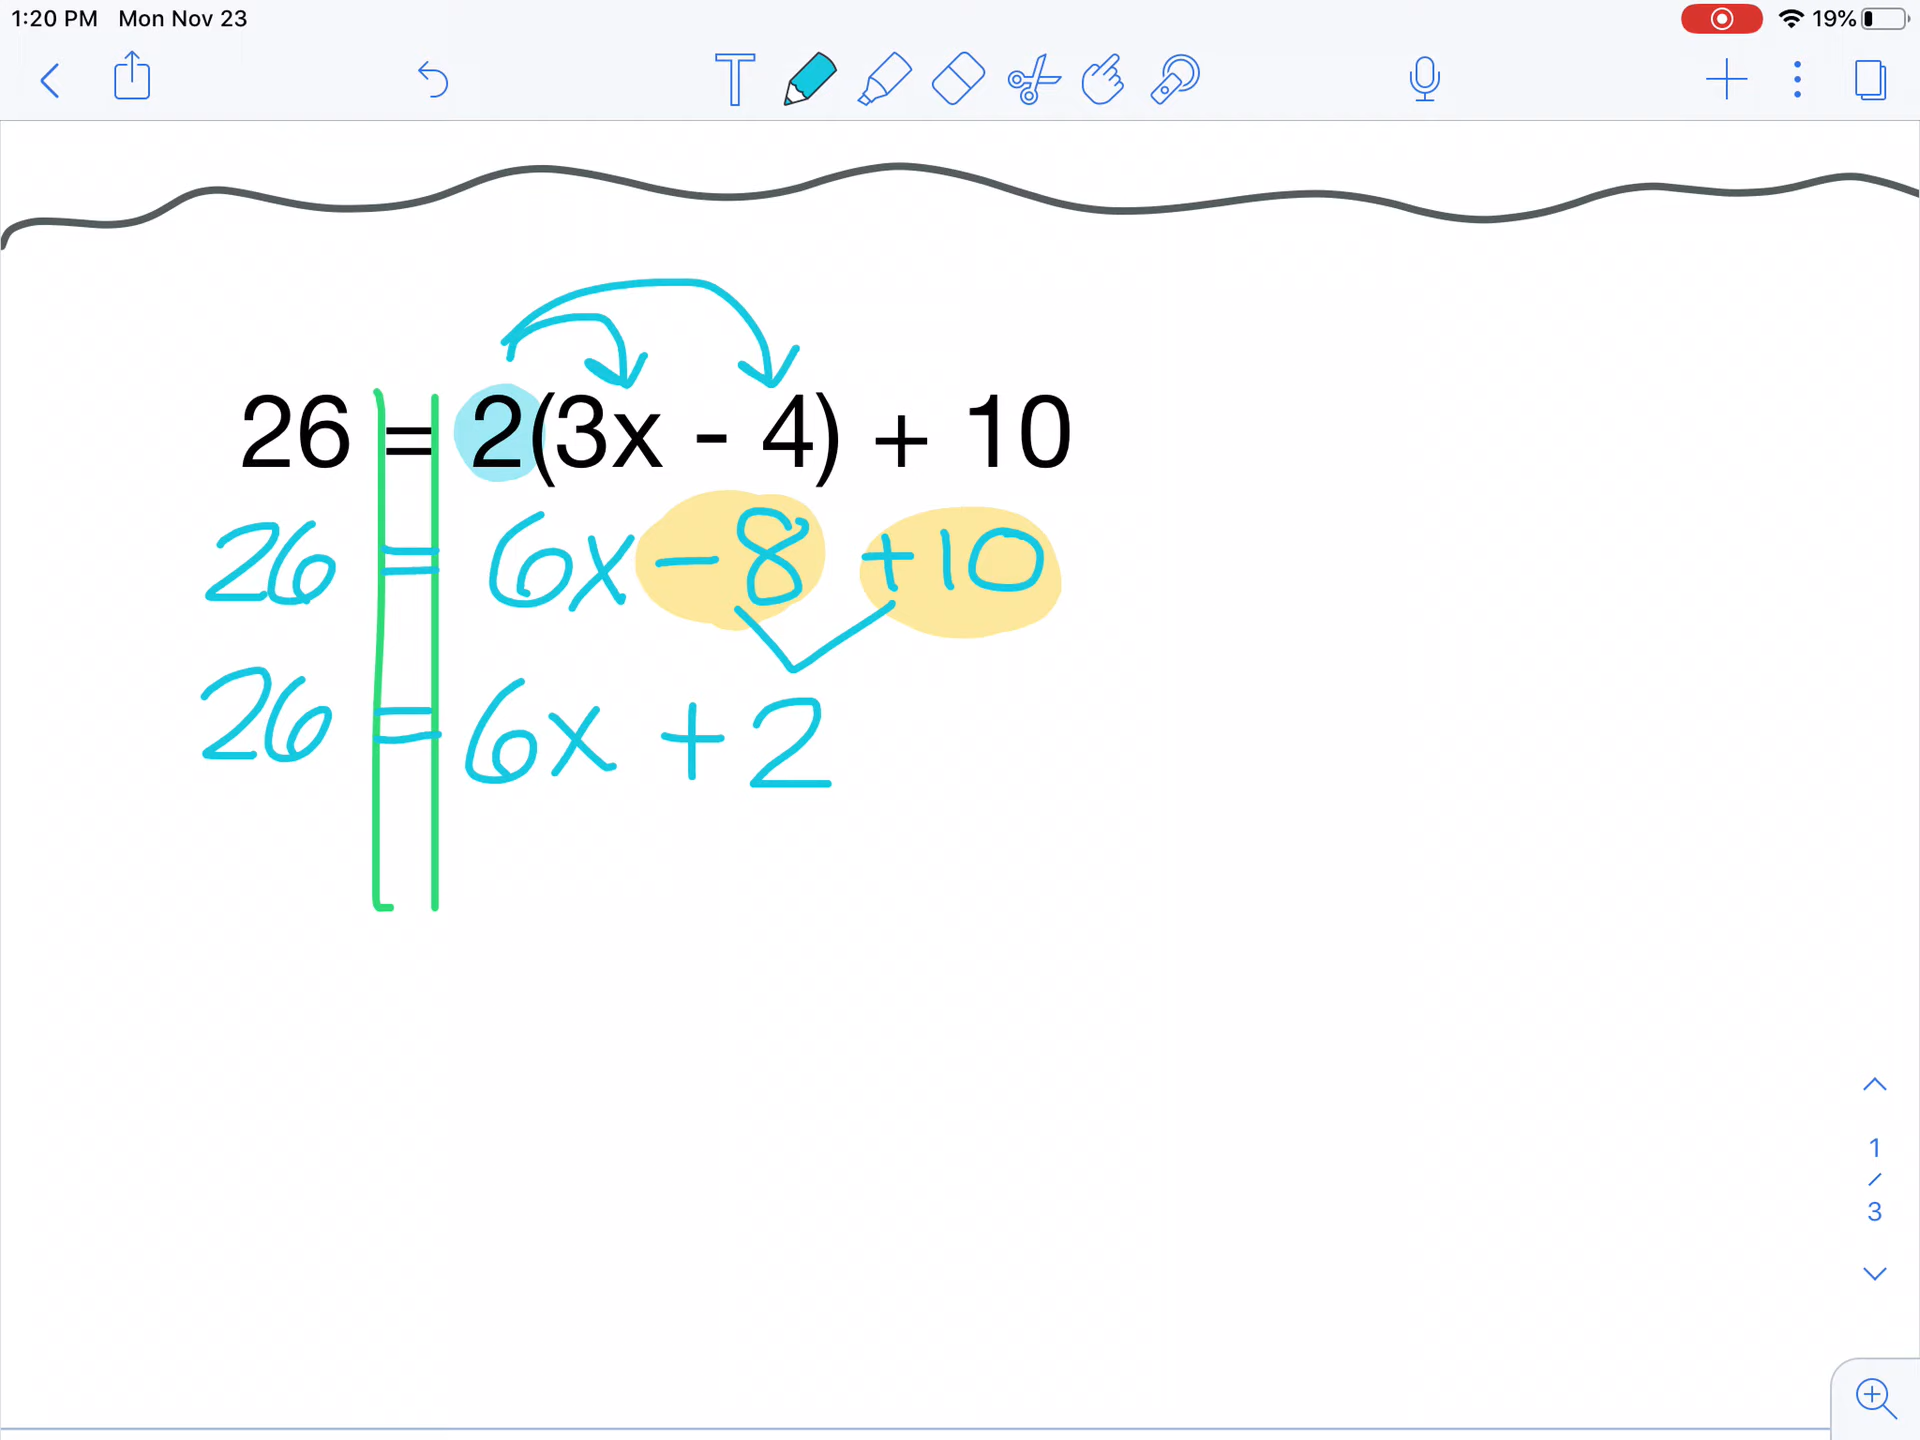 1:20 PM Mon Nov 23 19%
T
26 = 2(3x - 4) + 10
26 = 6x - 8 + 10
26 = 6x + 2
1
/
3